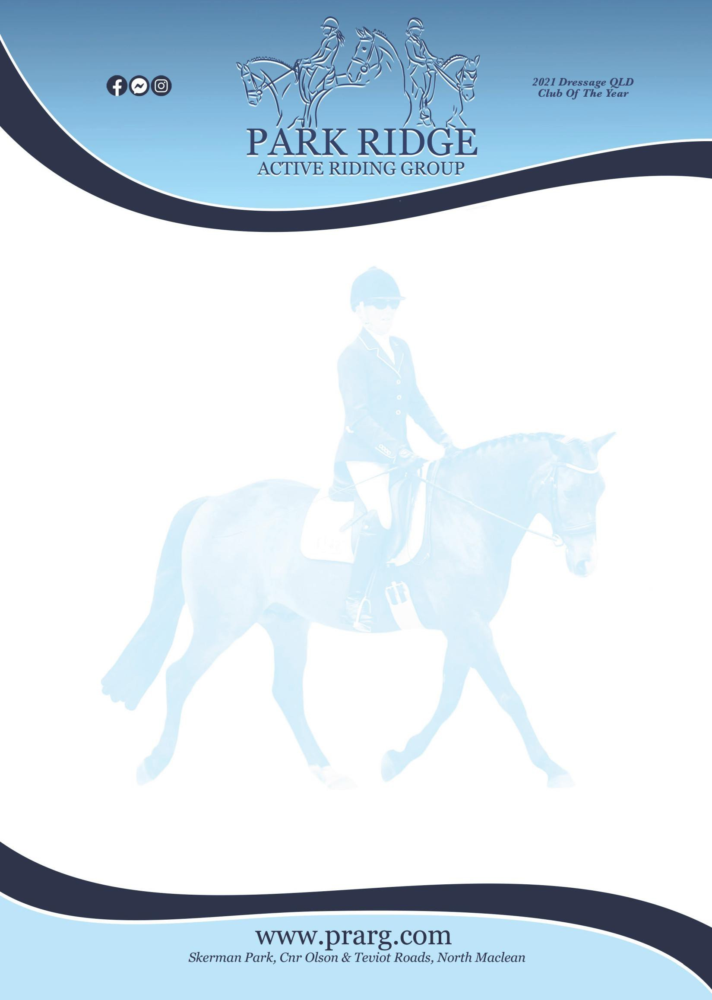 2021 Dressage QLD
Club Of The Year
PARK RIDGE
ACTIVE RIDING GROUP
www.prarg.com
Skerman Park, Cnr Olson & Teviot Roads, North Maclean